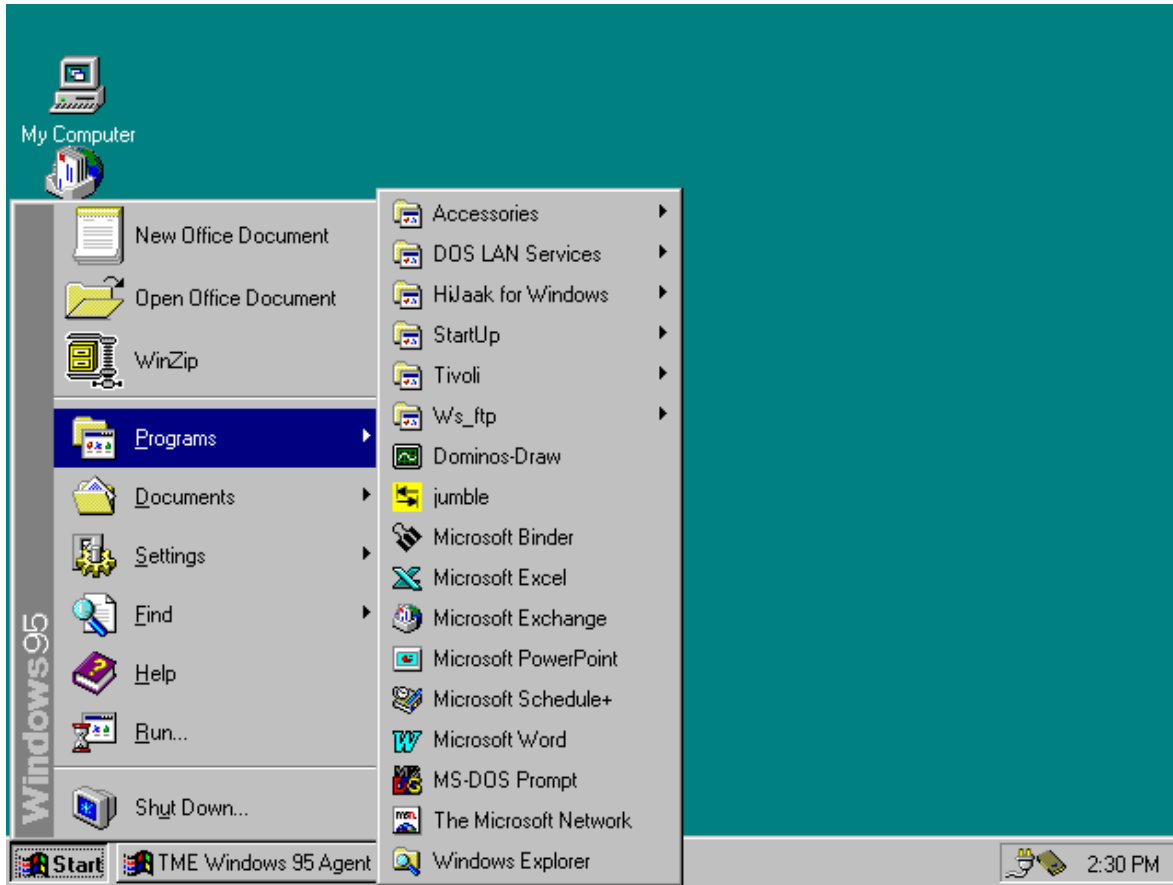 My Computer
New Office Document
Open Office Document
WinZip
Programs
Documents
Settings
Find
Help
Run...
Shut Down...
Windows95
Accessories
DOS LAN Services
HiJaak for Windows
StartUp
Tivoli
Ws_ftp
Dominos-Draw
jumble
Microsoft Binder
Microsoft Excel
Microsoft Exchange
Microsoft PowerPoint
Microsoft Schedule+
Microsoft Word
MS-DOS Prompt
The Microsoft Network
Windows Explorer
Start
TME Windows 95 Agent
2:30 PM